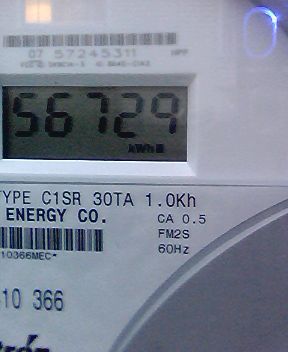 07 57245311
56729
kWh
TYPE C1SR 30TA 1.0Kh
ENERGY CO.
CA 0.5
FM2S
60Hz
10366MEC*
10 366